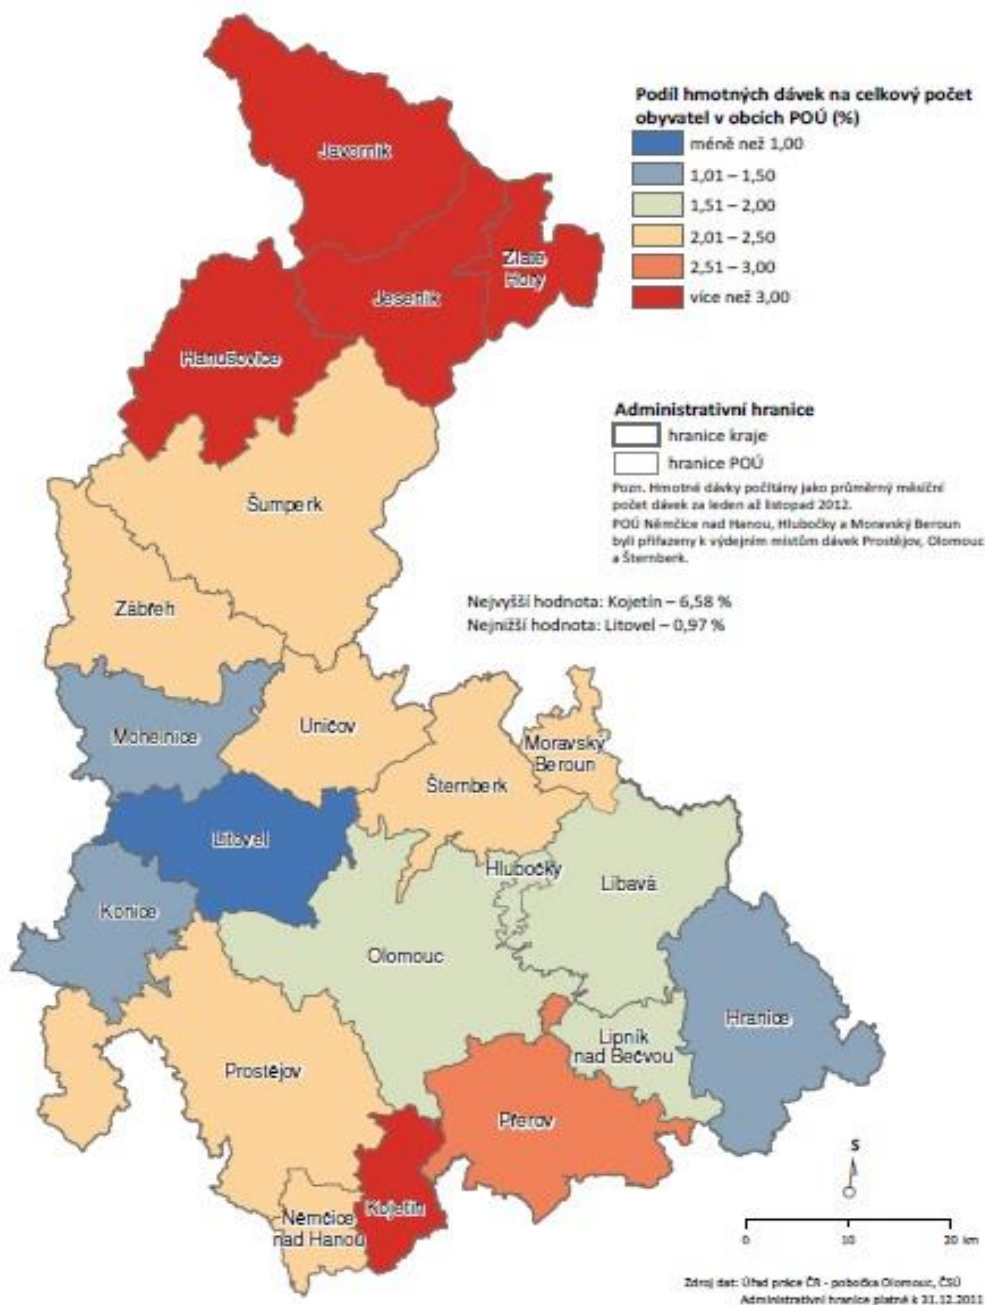 Podíl hmotných dávek na celkový počet
obyvatel v obcích POÚ (%)
méně než 1,00
1,01 – 1,50
1,51 – 2,00
2,01 – 2,50
2,51 – 3,00
více než 3,00
Javorník
Zlaté
Hory
Jeseník
Hanušovice
Administrativní hranice
hranice kraje
hranice POÚ
Pozn. Hmotné dávky počítány jako průměrný měsíční
počet dávek za leden až listopad 2012.
POÚ Němčice nad Hanou, Hlubočky a Moravský Beroun
byli přiřazeny k výdejním místům dávek Prostějov, Olomouc
a Šternberk.
Šumperk
Zábřeh
Nejvyšší hodnota: Kojetín – 6,58 %
Nejnižší hodnota: Litovel – 0,97 %
Mohelnice
Uničov
Moravský
Beroun
Šternberk
Litovel
Hlubočky
Libavá
Konice
Olomouc
Hranice
Lipník
nad Bečvou
Prostějov
Přerov
Kojetín
Němčice
nad Hanou
S
0 10 20 km
Zdroj dat: Úřad práce ČR - pobočka Olomouc, ČSÚ
Administrativní hranice platné k 31.12.2011